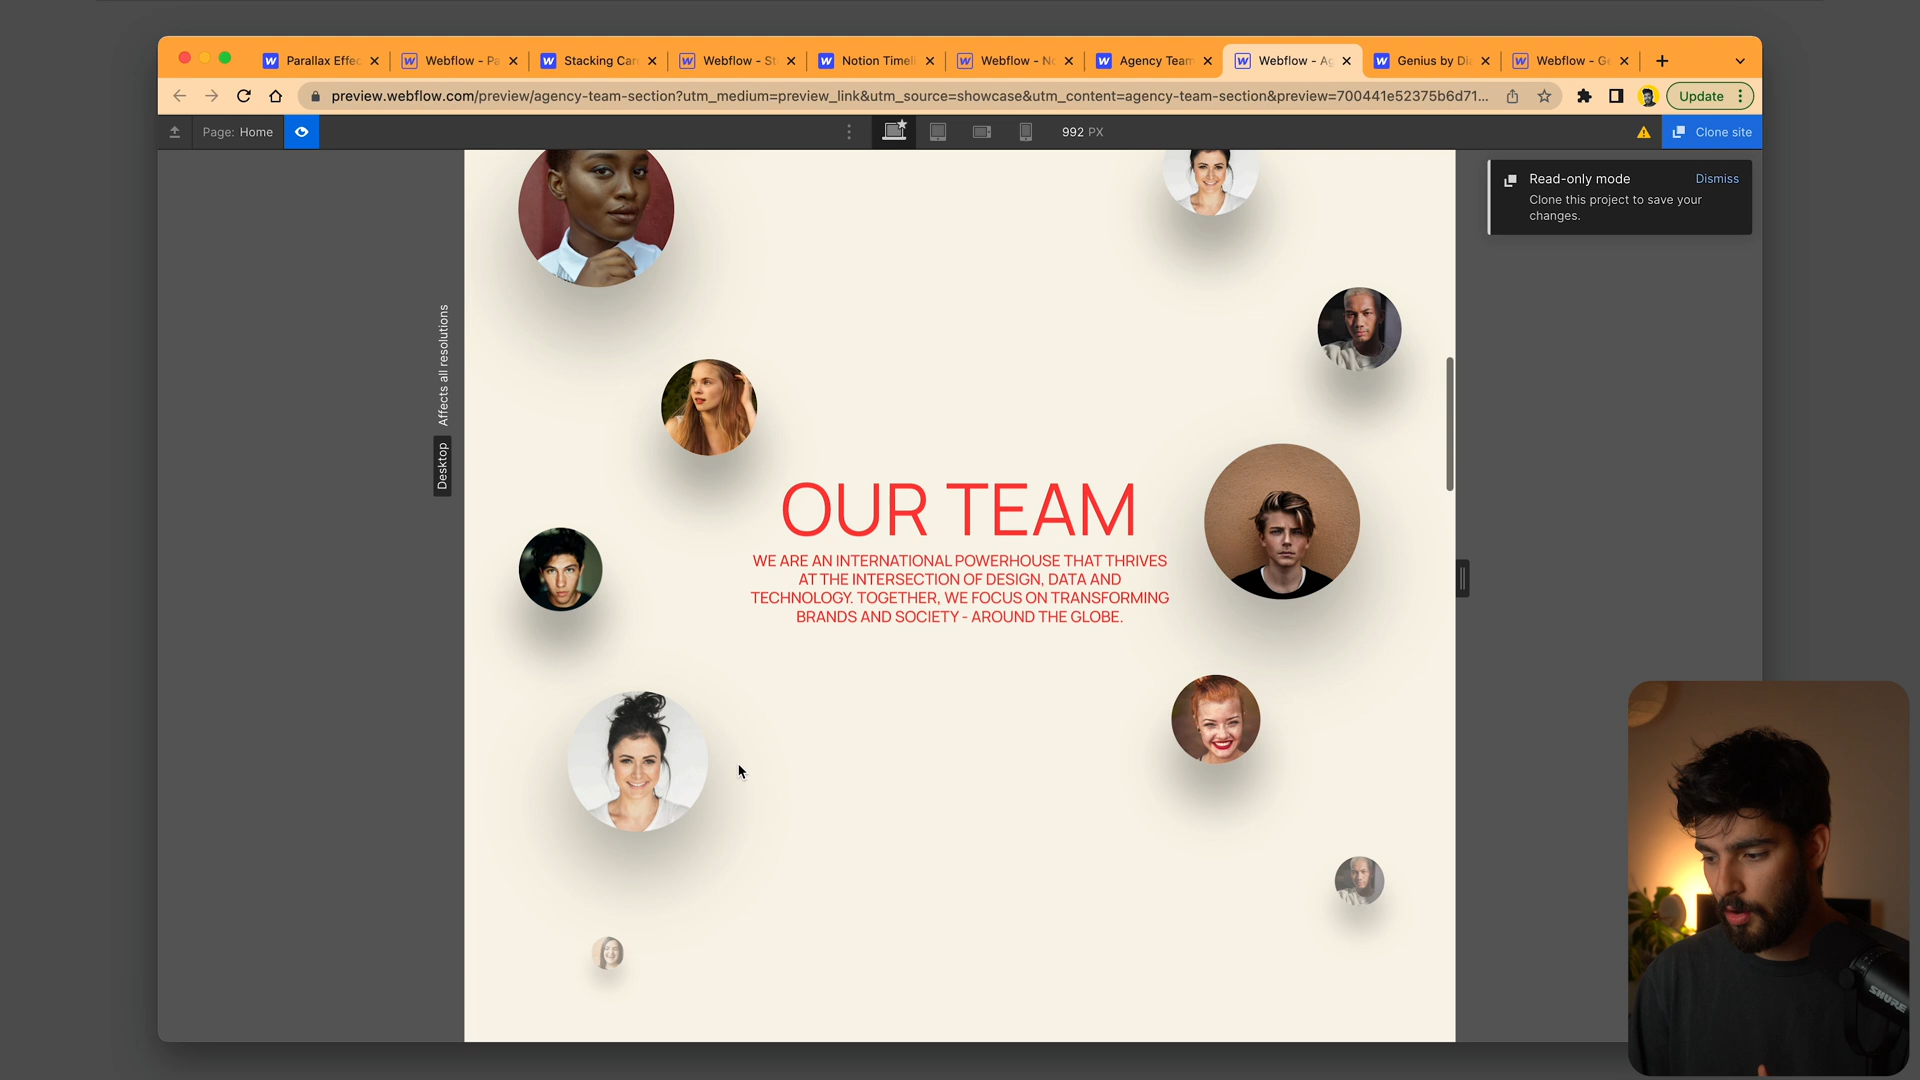 Parallax Effec
Webflow - Pa
Stacking Car
Webflow - St
Notion Timeli
Webflow - No
Agency Team
Webflow - Ag
Genius by Di
Webflow - Ge
preview.webflow.com/preview/agency-team-section?utm_medium=preview_link&utm_source=showcase&utm_content=agency-team-section&preview=700441e52375b6d71...
Update
Page: Home
992 PX
Clone site
Read-only mode
Dismiss
Clone this project to save your
changes.
Affects all resolutions
Desktop
OUR TEAM
WE ARE AN INTERNATIONAL POWERHOUSE THAT THRIVES
AT THE INTERSECTION OF DESIGN, DATA AND
TECHNOLOGY. TOGETHER, WE FOCUS ON TRANSFORMING
BRANDS AND SOCIETY - AROUND THE GLOBE.
SHURE